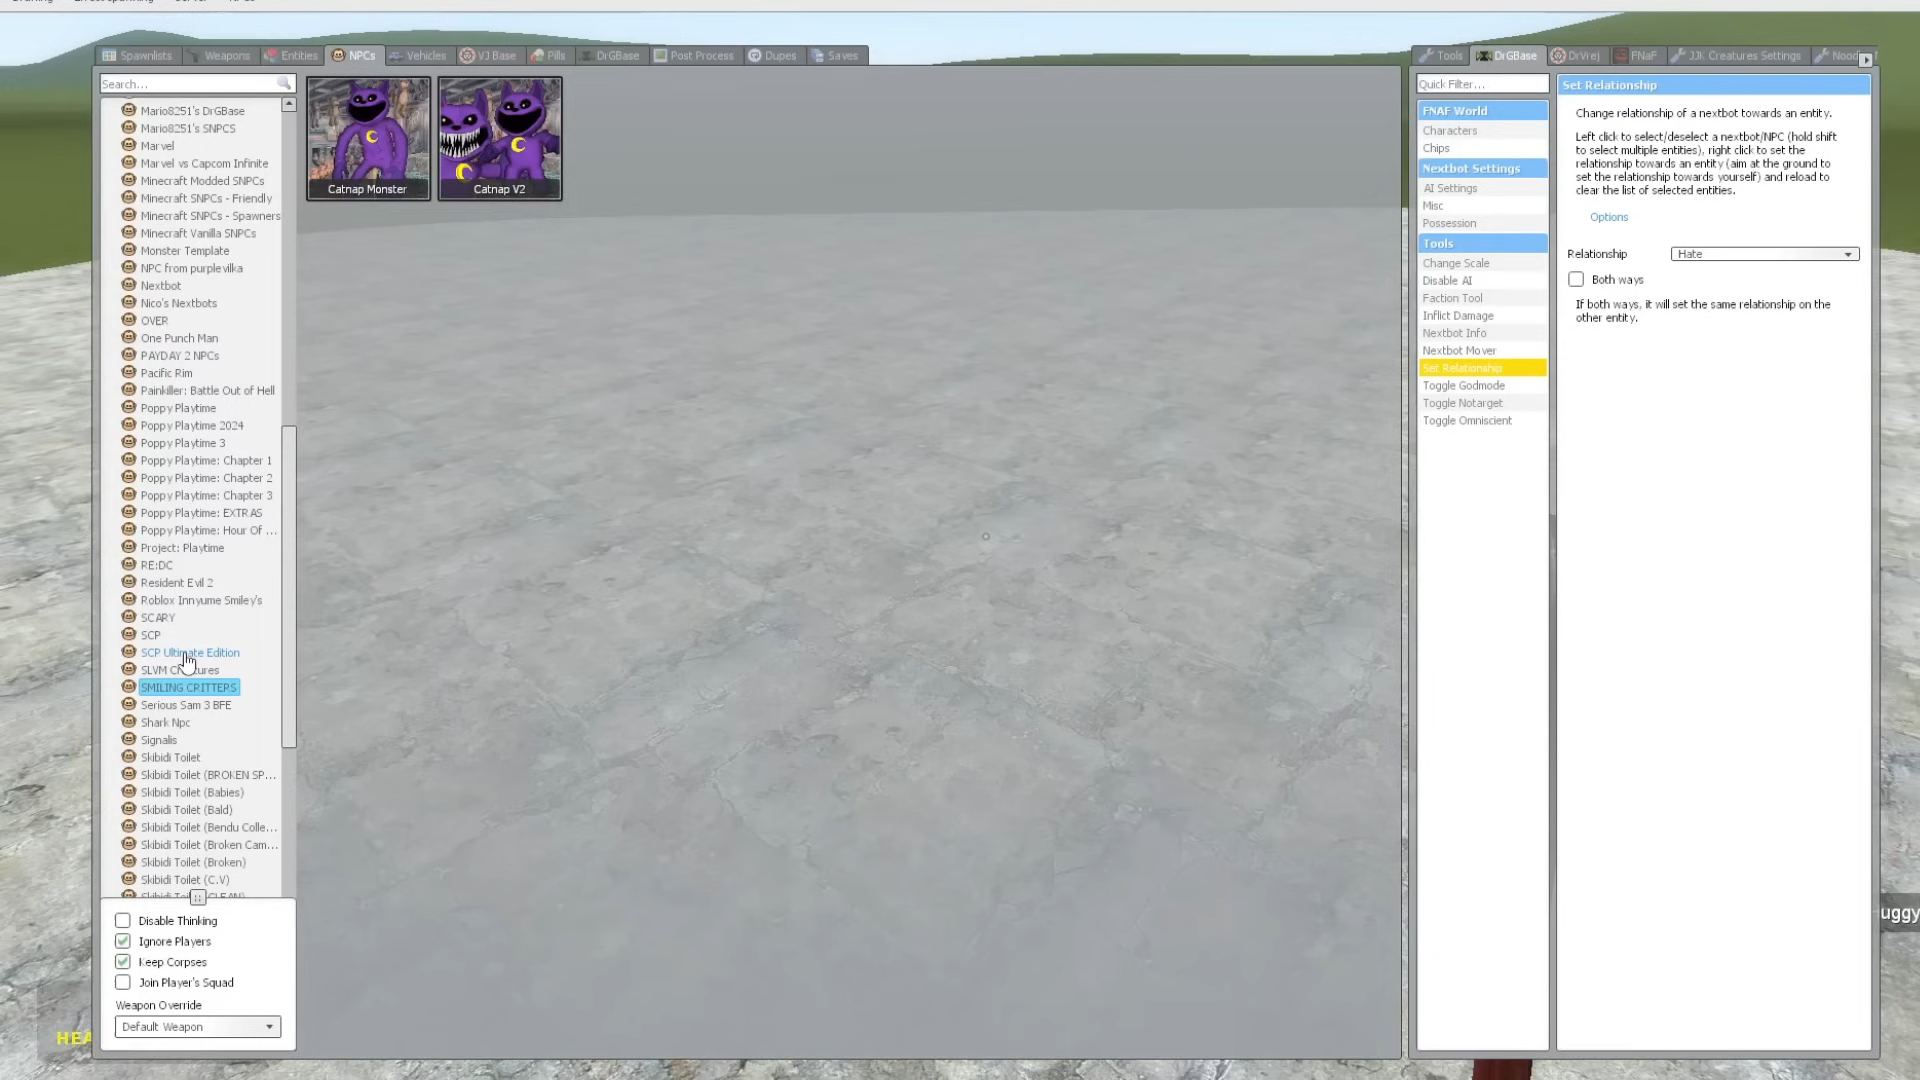 Spawnlists Weapons Entities NPCs Vehicles VJ Base Pills DrGBase Post Process Dupes Saves
Search...
Mario8251's DrGBase
Mario8251's SNPCS
Marvel
Marvel vs Capcom Infinite
Minecraft Modded SNPCs
Minecraft SNPCs - Friendly
Minecraft SNPCs - Spawners
Minecraft Vanilla SNPCs
Monster Template
NPC from purplevilka
Nextbot
Nico's Nextbots
OVER
One Punch Man
PAYDAY 2 NPCs
Pacific Rim
Painkiller: Battle Out of Hell
Poppy Playtime
Poppy Playtime 2024
Poppy Playtime 3
Poppy Playtime: Chapter 1
Poppy Playtime: Chapter 2
Poppy Playtime: Chapter 3
Poppy Playtime: EXTRAS
Poppy Playtime: Hour Of ...
Project: Playtime
RE:DC
Resident Evil 2
Roblox Innyume Smiley's
SCARY
SCP
SCP Ultimate Edition
SLVM Creatures
SMILING CRITTERS
Serious Sam 3 BFE
Shark Npc
Signalis
Skibidi Toilet
Skibidi Toilet (BROKEN SP...
Skibidi Toilet (Babies)
Skibidi Toilet (Bald)
Skibidi Toilet (Bendu Colle...
Skibidi Toilet (Broken Cam...
Skibidi Toilet (Broken)
Skibidi Toilet (C.V)
Disable Thinking
Ignore Players
Keep Corpses
Join Player's Squad
Weapon Override
Default Weapon
Catnap Monster
Catnap V2
Tools DrGBase DrVrej FNaF JJK Creatures Settings Nood
Quick Filter...
FNAF World
Characters
Chips
Nextbot Settings
AI Settings
Misc
Possession
Tools
Change Scale
Disable AI
Faction Tool
Inflict Damage
Nextbot Info
Nextbot Mover
Set Relationship
Toggle Godmode
Toggle Notarget
Toggle Omniscient
Set Relationship
Change relationship of a nextbot towards an entity.
Left click to select/deselect a nextbot/NPC (hold shift
to select multiple entities), right click to set the
relationship towards an entity (aim at the ground to
set the relationship towards yourself) and reload to
clear the list of selected entities.
Options
Relationship Hate
Both ways
If both ways, it will set the same relationship on the
other entity.
uggy
HEA